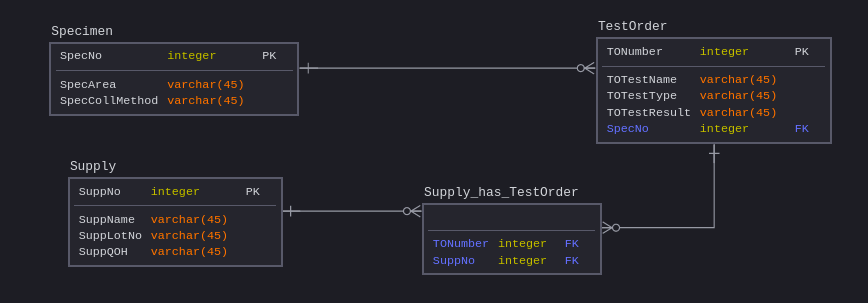 Specimen
SpecNo integer PK
SpecArea varchar(45)
SpecCollMethod varchar(45)
TestOrder
TONumber integer PK
TOTestName varchar(45)
TOTestType varchar(45)
TOTestResult varchar(45)
SpecNo integer FK
Supply
SuppNo integer PK
SuppName varchar(45)
SuppLotNo varchar(45)
SuppQOH varchar(45)
Supply_has_TestOrder
TONumber integer FK
SuppNo integer FK